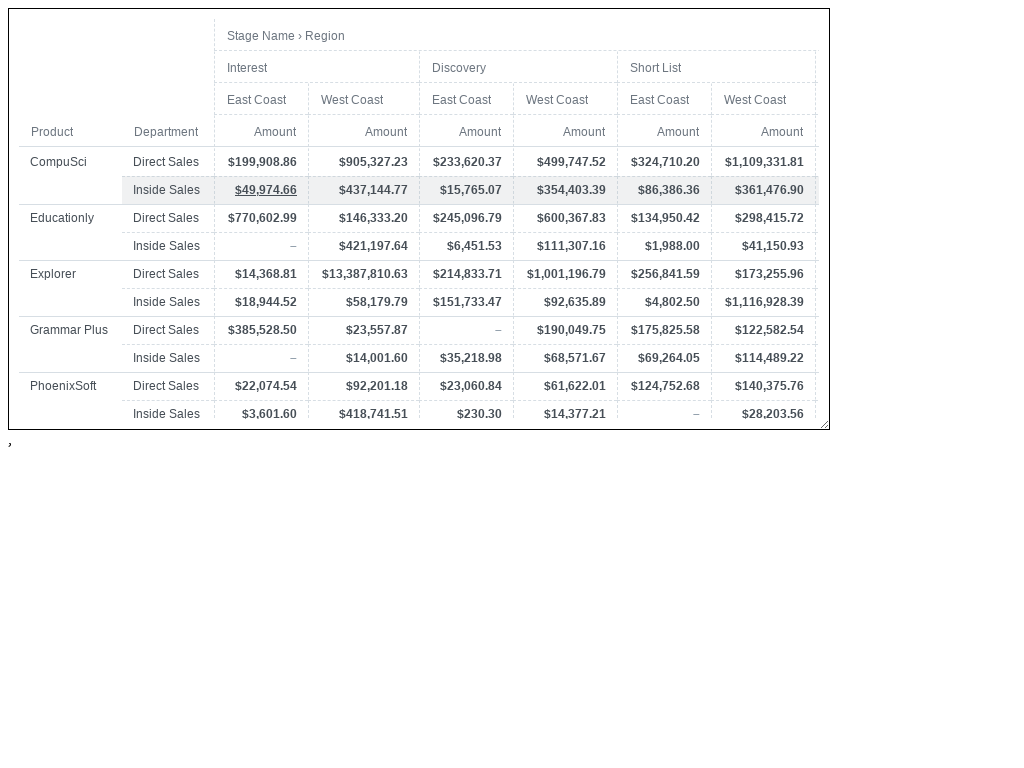 Stage Name › Region
Interest Discovery Short List
East Coast West Coast East Coast West Coast East Coast West Coast
Product Department Amount Amount Amount Amount Amount Amount
CompuSci Direct Sales $199,908.86 $905,327.23 $233,620.37 $499,747.52 $324,710.20 $1,109,331.81
Inside Sales $49,974.66 $437,144.77 $15,765.07 $354,403.39 $86,386.36 $361,476.90
Educationly Direct Sales $770,602.99 $146,333.20 $245,096.79 $600,367.83 $134,950.42 $298,415.72
Inside Sales – $421,197.64 $6,451.53 $111,307.16 $1,988.00 $41,150.93
Explorer Direct Sales $14,368.81 $13,387,810.63 $214,833.71 $1,001,196.79 $256,841.59 $173,255.96
Inside Sales $18,944.52 $58,179.79 $151,733.47 $92,635.89 $4,802.50 $1,116,928.39
Grammar Plus Direct Sales $385,528.50 $23,557.87 – $190,049.75 $175,825.58 $122,582.54
Inside Sales – $14,001.60 $35,218.98 $68,571.67 $69,264.05 $114,489.22
PhoenixSoft Direct Sales $22,074.54 $92,201.18 $23,060.84 $61,622.01 $124,752.68 $140,375.76
Inside Sales $3,601.60 $418,741.51 $230.30 $14,377.21 – $28,203.56
,